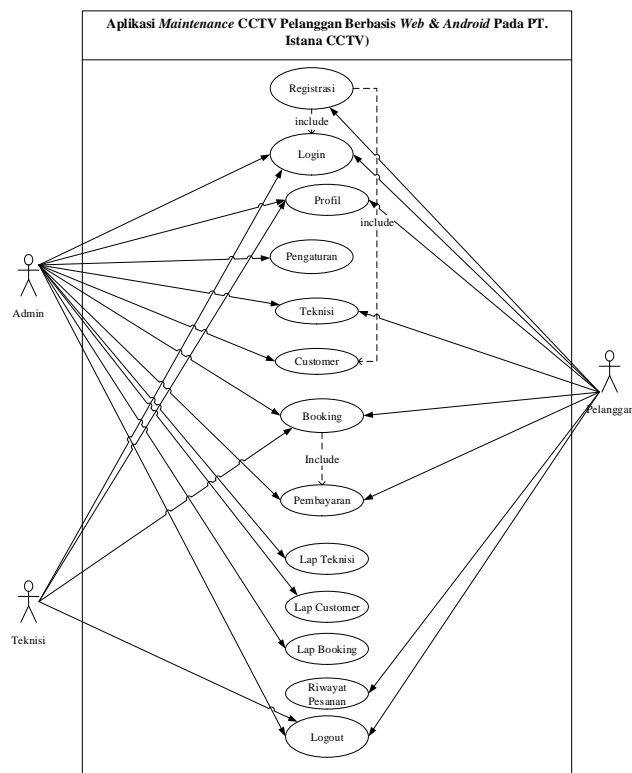 Aplikasi Maintenance CCTV Pelanggan Berbasis Web & Android Pada PT.
Istana CCTV)
Registrasi
include
Login
Profil
include
Pengaturan
Admin
Teknisi
Customer
Pelanggan
Booking
Include
Pembayaran
Lap Teknisi
Lap Customer
Teknisi
Lap Booking
Riwayat
Pesanan
Logout